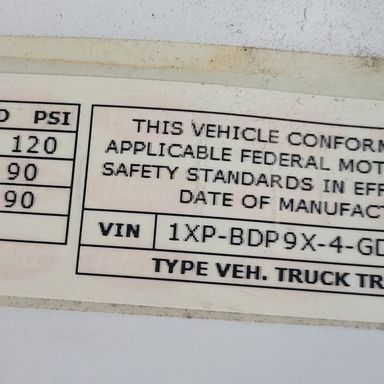 D PSI
120
90
90
THIS VEHICLE CONFORM
APPLICABLE FEDERAL MOT
SAFETY STANDARDS IN EFF
DATE OF MANUFAC
VIN 1XP-BDP9X-4-GD
TYPE VEH. TRUCK TR